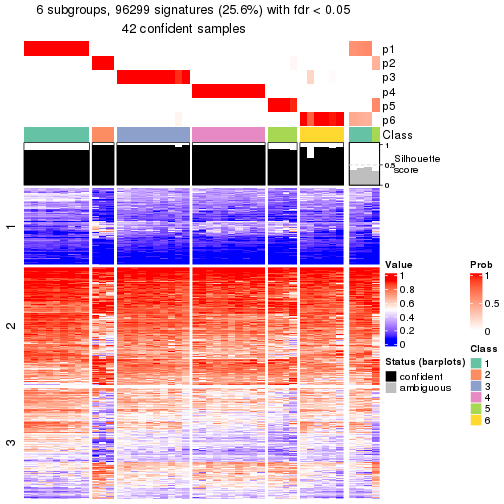 6 subgroups, 96299 signatures (25.6%) with fdr < 0.05
42 confident samples
p1
p2
p3
p4
p5
p6
Class
1
0.5
0
Silhouette
score
1
2
3
Value
1
0.8
0.6
0.4
0.2
0
Prob
1
0.5
0
Status (barplots)
confident
ambiguous
Class
1
2
3
4
5
6